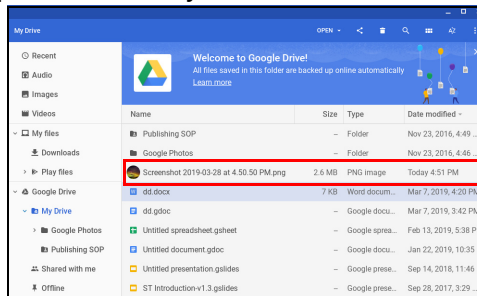 My Drive OPEN
Welcome to Google Drive!
All files saved in this folder are backed up online automatically
Learn more
Recent
Audio
Images
Videos
My files
Downloads
Play files
Google Drive
My Drive
Google Photos
Publishing SOP
Shared with me
Offline
Name Size Type Date modified
Publishing SOP – Folder Nov 23, 2016, 4:49 ...
Google Photos – Folder Nov 23, 2016, 4:46 ...
Screenshot 2019-03-28 at 4.50.50 PM.png 2.6 MB PNG image Today 4:51 PM
dd.docx 7 KB Word docum... Mar 7, 2019, 4:20 PM
dd.gdoc – Google docu... Mar 7, 2019, 3:42 PM
Untitled spreadsheet.gsheet – Google sprea... Feb 13, 2019, 5:38 P
Untitled document.gdoc – Google docu... Jan 22, 2019, 10:35
Untitled presentation.gslides – Google prese... Sep 14, 2018, 11:46
ST Introduction-v1.3.gslides – Google prese... Sep 28, 2017, 3:29 ...